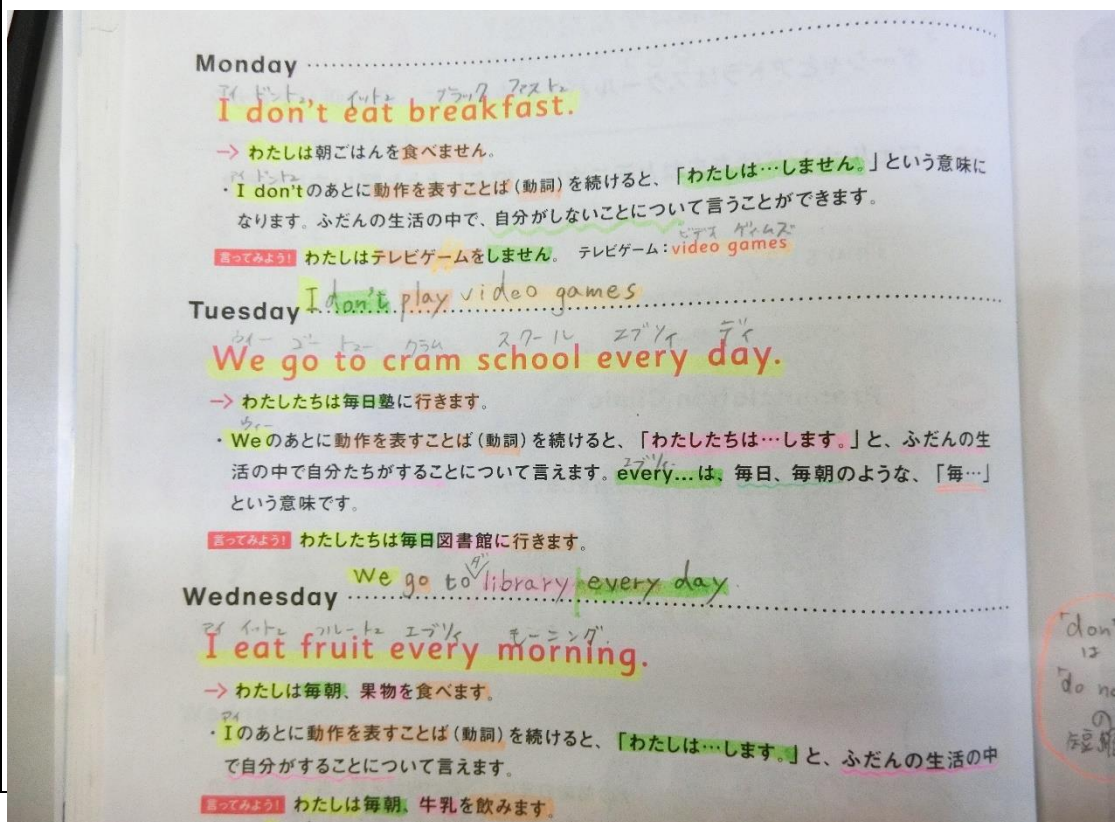 Monday
アイ ドント イット ブラック ファスト
I don't eat breakfast.
→ わたしは朝ごはんを食べません。
アイ ドント
・I don'tのあとに動作を表すことば(動詞)を続けると、「わたしは…しません。」という意味に
なります。ふだんの生活の中で、自分がしないことについて言うことができます。
ビデオ ゲイムズ
言ってみよう! わたしはテレビゲームをしません。 テレビゲーム:video games
I don't play video games
Tuesday
ウィー ゴー トゥー クラム スクール エブリィ デイ
We go to cram school every day.
→ わたしたちは毎日塾に行きます。
ウィー
・Weのあとに動作を表すことば(動詞)を続けると、「わたしたちは…します。」と、ふだんの生
エブリィ
活の中で自分たちがすることについて言えます。every...は、毎日、毎朝のような、「毎…」
という意味です。
言ってみよう! わたしたちは毎日図書館に行きます。
ダ
We go to library every day
Wednesday
アイ イット フルート エブリィ モーニング
I eat fruit every morning.
→ わたしは毎朝、果物を食べます。
アイ
・Iのあとに動作を表すことば(動詞)を続けると、「わたしは…します。」と、ふだんの生活の中
で自分がすることについて言えます。
言ってみよう! わたしは毎朝、牛乳を飲みます。
「don'
は
「do no
の